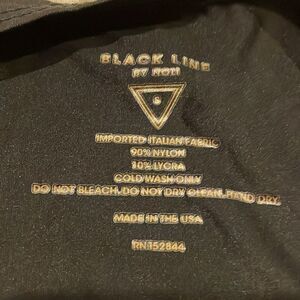 BLACK LINE
BY NOLI
S
IMPORTED ITALIAN FABRIC
90% NYLON
10% LYCRA
COLD WASH ONLY
DO NOT BLEACH. DO NOT DRY CLEAN. HAND DRY.
MADE IN THE USA
RN 152844